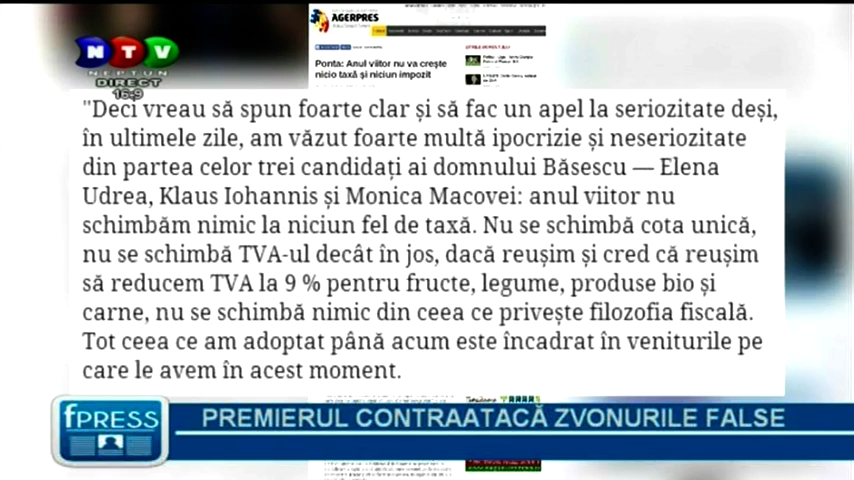 AGERPRES
NTV
NEPTUN
DIRECT
16:9
Ponta: Anul viitor nu va crește
nicio taxă și niciun impozit
"Deci vreau să spun foarte clar și să fac un apel la seriozitate deși,
în ultimele zile, am văzut foarte multă ipocrizie și neseriozitate
din partea celor trei candidați ai domnului Băsescu — Elena
Udrea, Klaus Iohannis și Monica Macovei: anul viitor nu
schimbăm nimic la niciun fel de taxă. Nu se schimbă cota unică,
nu se schimbă TVA-ul decât în jos, dacă reușim și cred că reușim
să reducem TVA la 9 % pentru fructe, legume, produse bio și
carne, nu se schimbă nimic din ceea ce privește filozofia fiscală.
Tot ceea ce am adoptat până acum este încadrat în veniturile pe
care le avem în acest moment.
fPRESS
PREMIERUL CONTRAATACĂ ZVONURILE FALSE